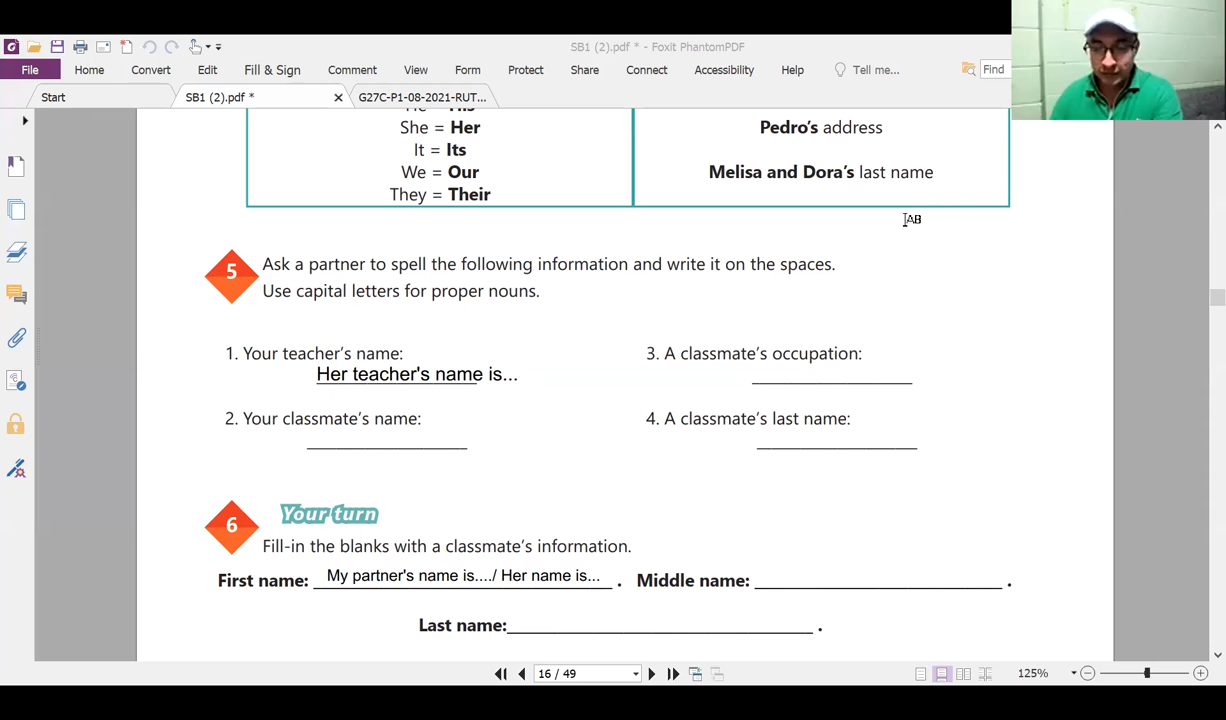 SB1 (2).pdf * - Foxit PhantomPDF
File Home Convert Edit Fill & Sign Comment View Form Protect Share Connect Accessibility Help Tell me... Find
Start SB1 (2).pdf * G27C-P1-08-2021-RUT...
He = His
She = Her
It = Its
We = Our
They = Their
Pedro's address
Melisa and Dora's last name
AB
5 Ask a partner to spell the following information and write it on the spaces.
Use capital letters for proper nouns.
1. Your teacher's name:
Her teacher's name is...
2. Your classmate's name:
3. A classmate's occupation:
4. A classmate's last name:
6 Your turn
Fill-in the blanks with a classmate's information.
First name: My partner's name is..../ Her name is... . Middle name: .
Last name: .
16 / 49 125%